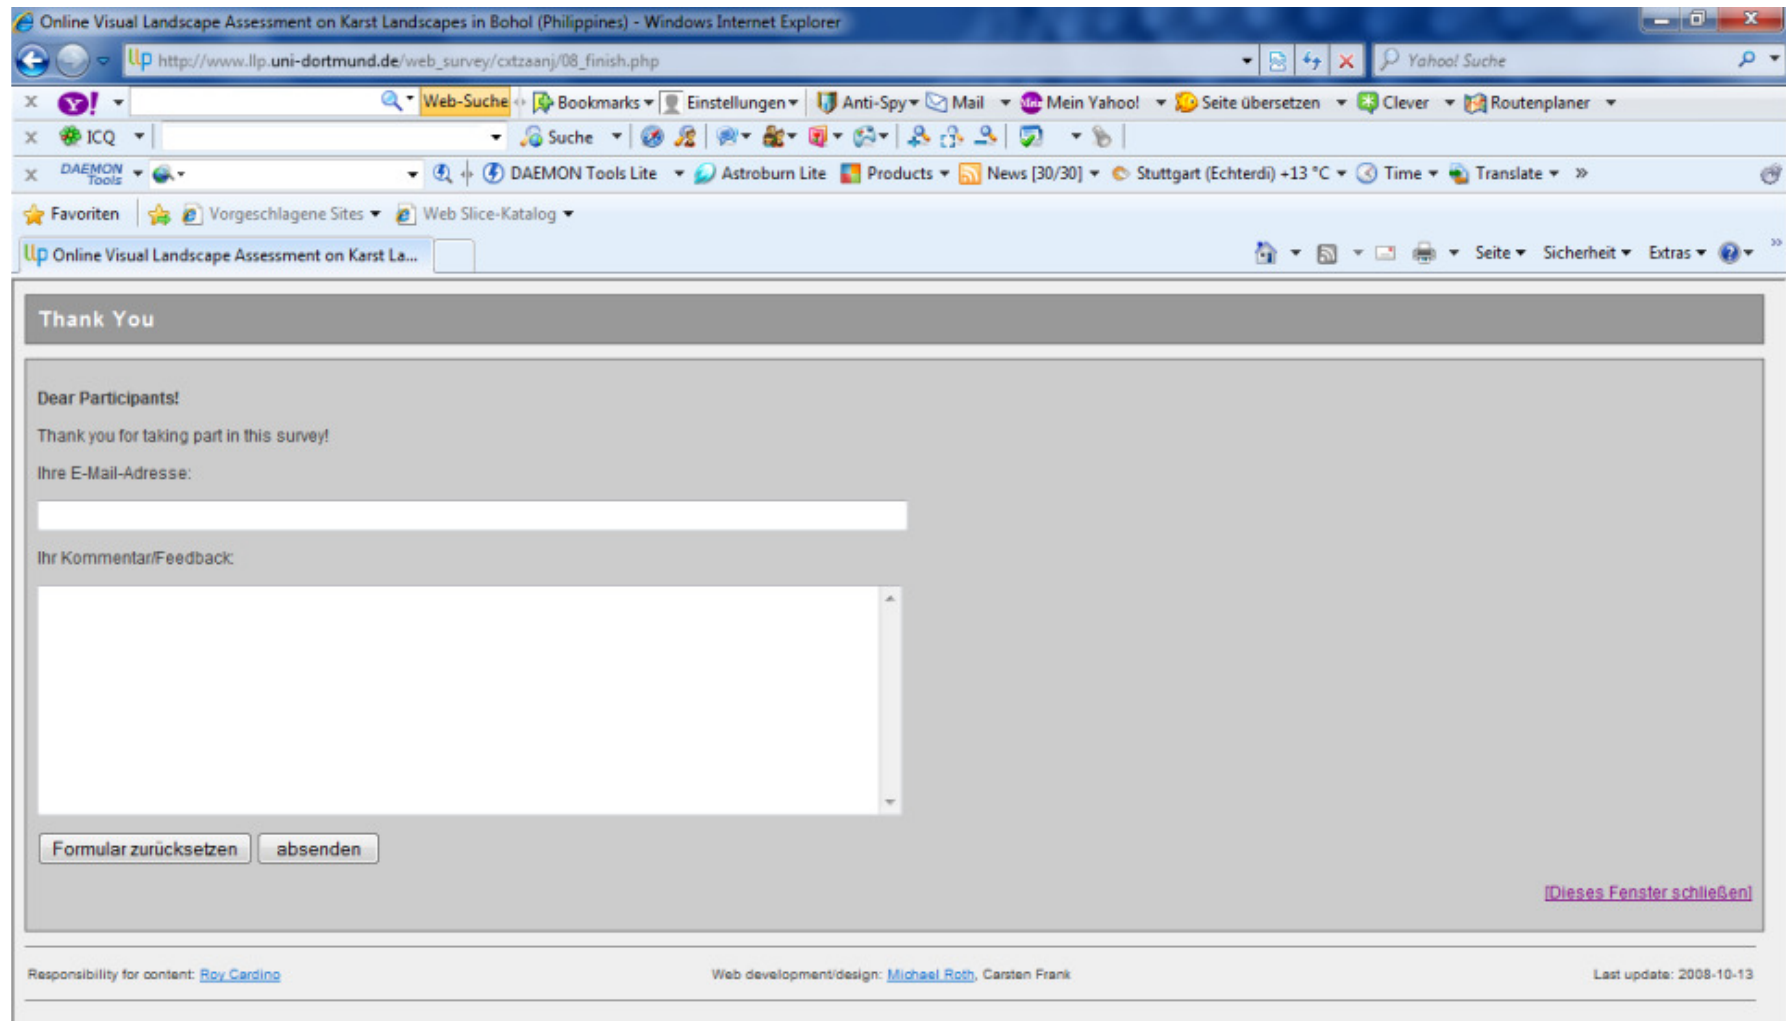 Online Visual Landscape Assessment on Karst Landscapes in Bohol (Philippines) - Windows Internet Explorer
llp http://www.llp.uni-dortmund.de/web_survey/cxtzaanj/08_finish.php Yahoo! Suche
Y! Web-Suche Bookmarks Einstellungen Anti-Spy Mail Mein Yahoo! Seite übersetzen Clever Routenplaner
ICQ Suche
DAEMON Tools DAEMON Tools Lite Astroburn Lite Products News [30/30] Stuttgart (Echterdi) +13 °C Time Translate »
Favoriten Vorgeschlagene Sites Web Slice-Katalog
llp Online Visual Landscape Assessment on Karst La... Seite Sicherheit Extras »
Thank You
Dear Participants!
Thank you for taking part in this survey!
Ihre E-Mail-Adresse:
Ihr Kommentar/Feedback:
Formular zurücksetzen absenden
[Dieses Fenster schließen]
Responsibility for content: Roy Cardino Web development/design: Michael Roth, Carsten Frank Last update: 2008-10-13